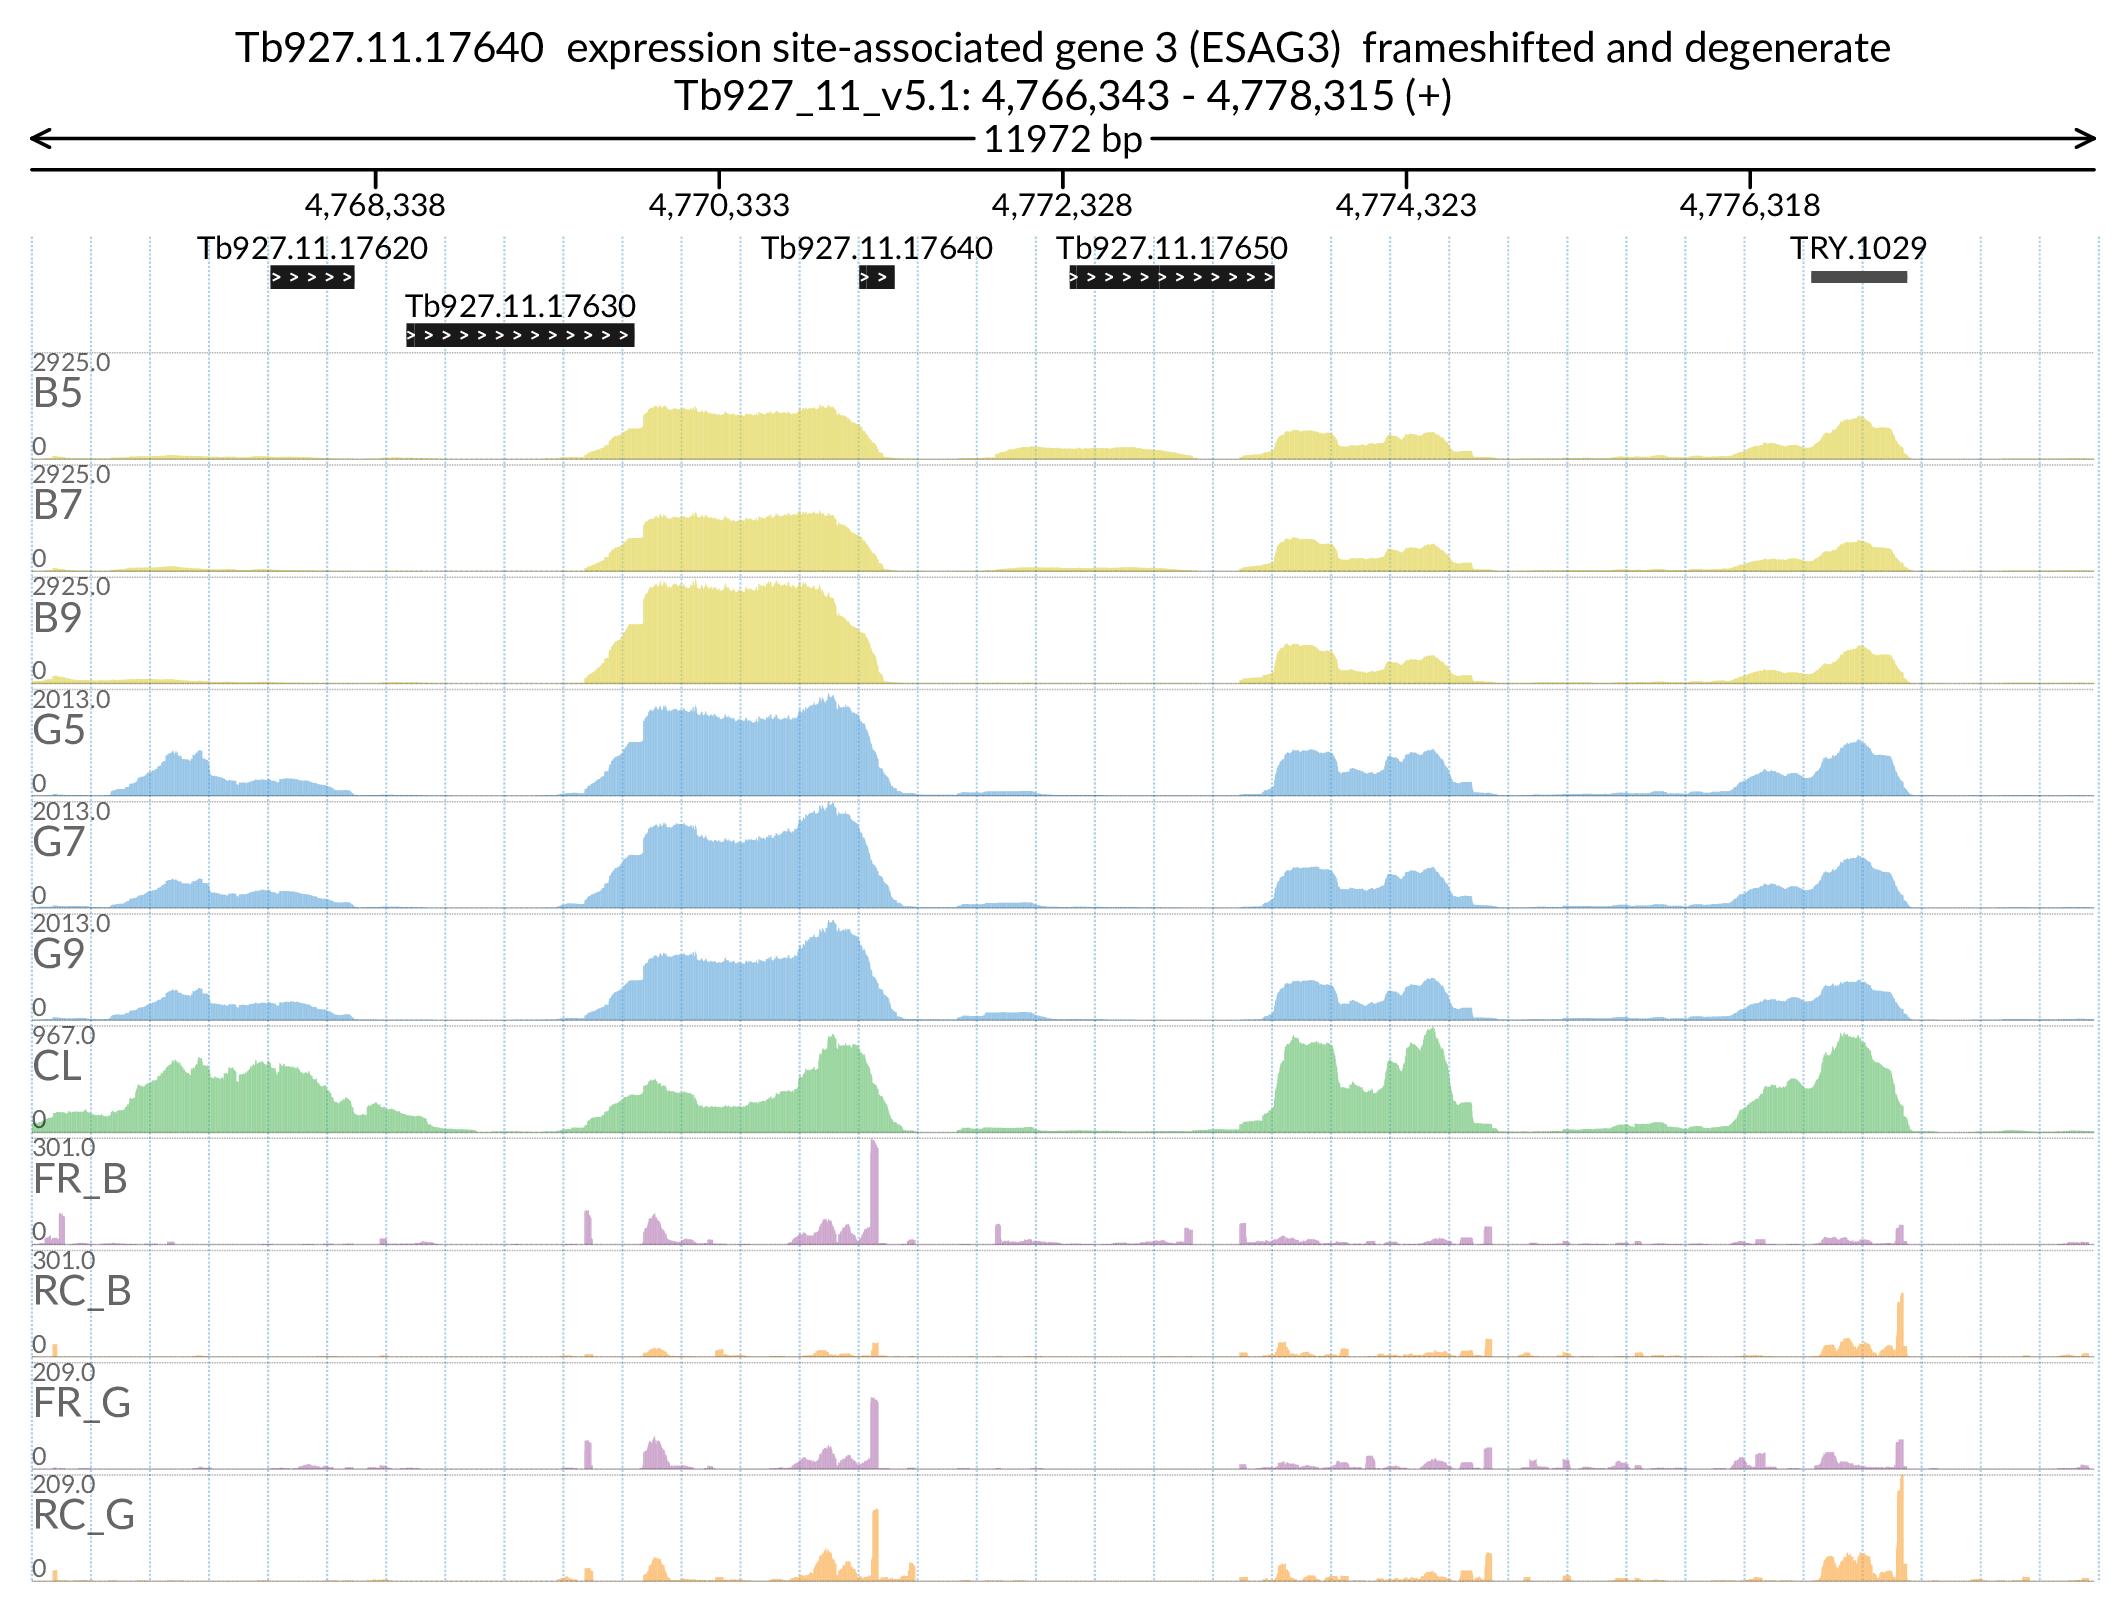 Tb927.11.17640  expression site-associated gene 3 (ESAG3)  frameshifted and degenerate
Tb927_11_v5.1: 4,766,343 - 4,778,315 (+)
11972 bp
4,768,338 4,770,333 4,772,328 4,774,323 4,776,318
Tb927.11.17620 Tb927.11.17640 Tb927.11.17650 TRY.1029
Tb927.11.17630
2925.0
B5
0
2925.0
B7
0
2925.0
B9
0
2013.0
G5
0
2013.0
G7
0
2013.0
G9
0
967.0
CL
0
301.0
FR_B
0
301.0
RC_B
0
209.0
FR_G
0
209.0
RC_G
0